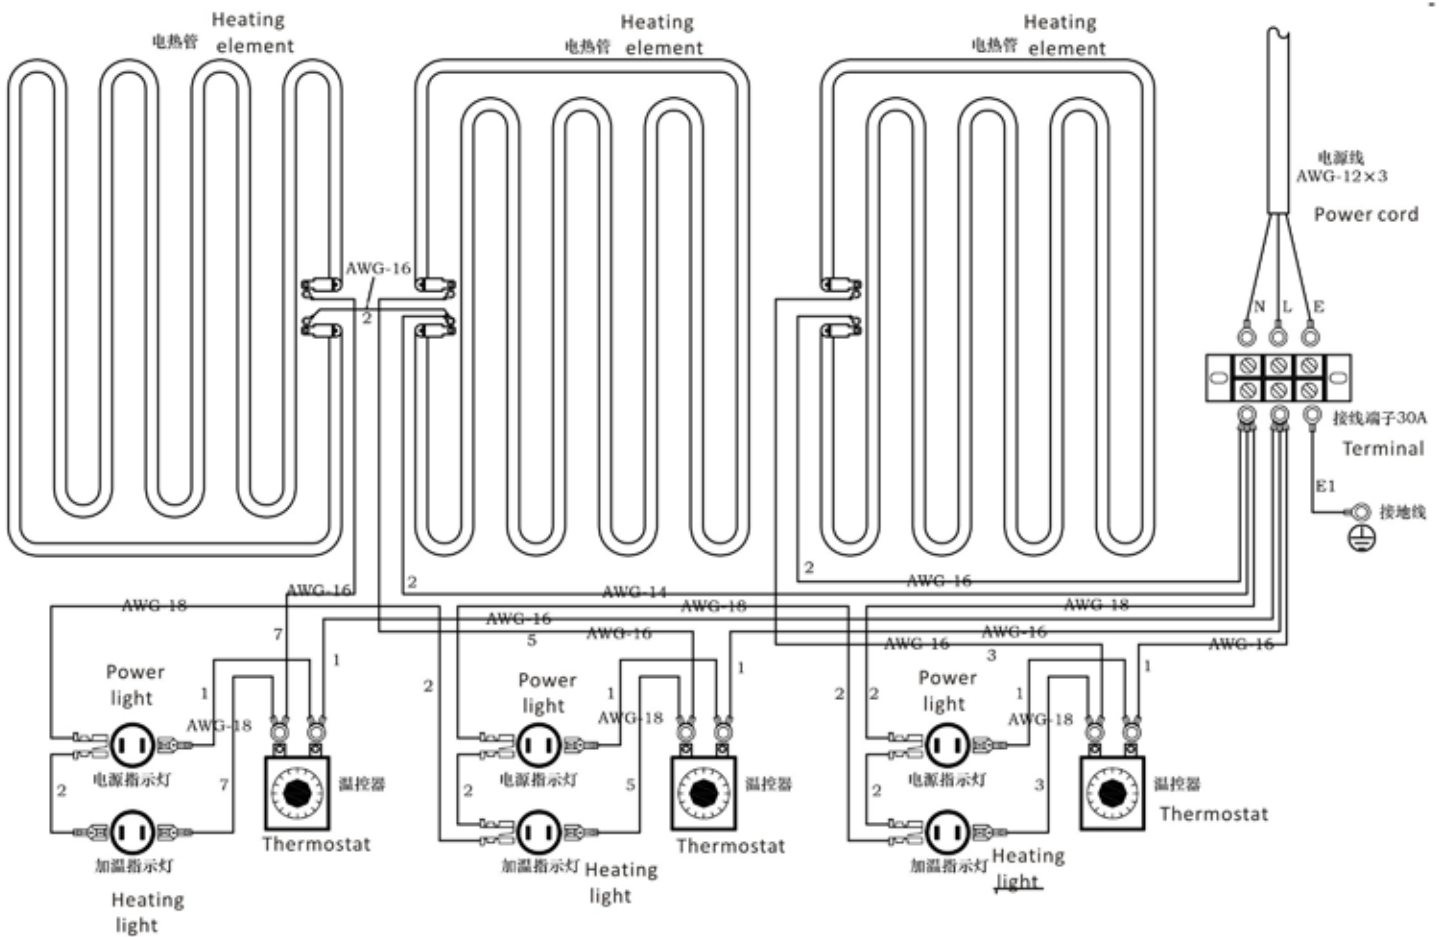 Heating
电热管 element
Heating
电热管 element
Heating
电热管 element
电源线
AWG-12×3
Power cord
AWG-16
2
N L E
接线端子30A
Terminal
E1
接地线
2
AWG-16
2
AWG-16
AWG-14
AWG-18
AWG-18
AWG-18
AWG-16
AWG-16
AWG-16
7
5
AWG-16
3
AWG-16
1
1
1
Power
light
Power
light
Power
light
2
2
2
1
1
1
AWG-18
AWG-18
AWG-18
电源指示灯
电源指示灯
电源指示灯
2
7
温控器
2
5
温控器
2
3
温控器
Thermostat
Thermostat
Thermostat
加温指示灯
加温指示灯
加温指示灯
Heating
light
Heating
light
Heating
light